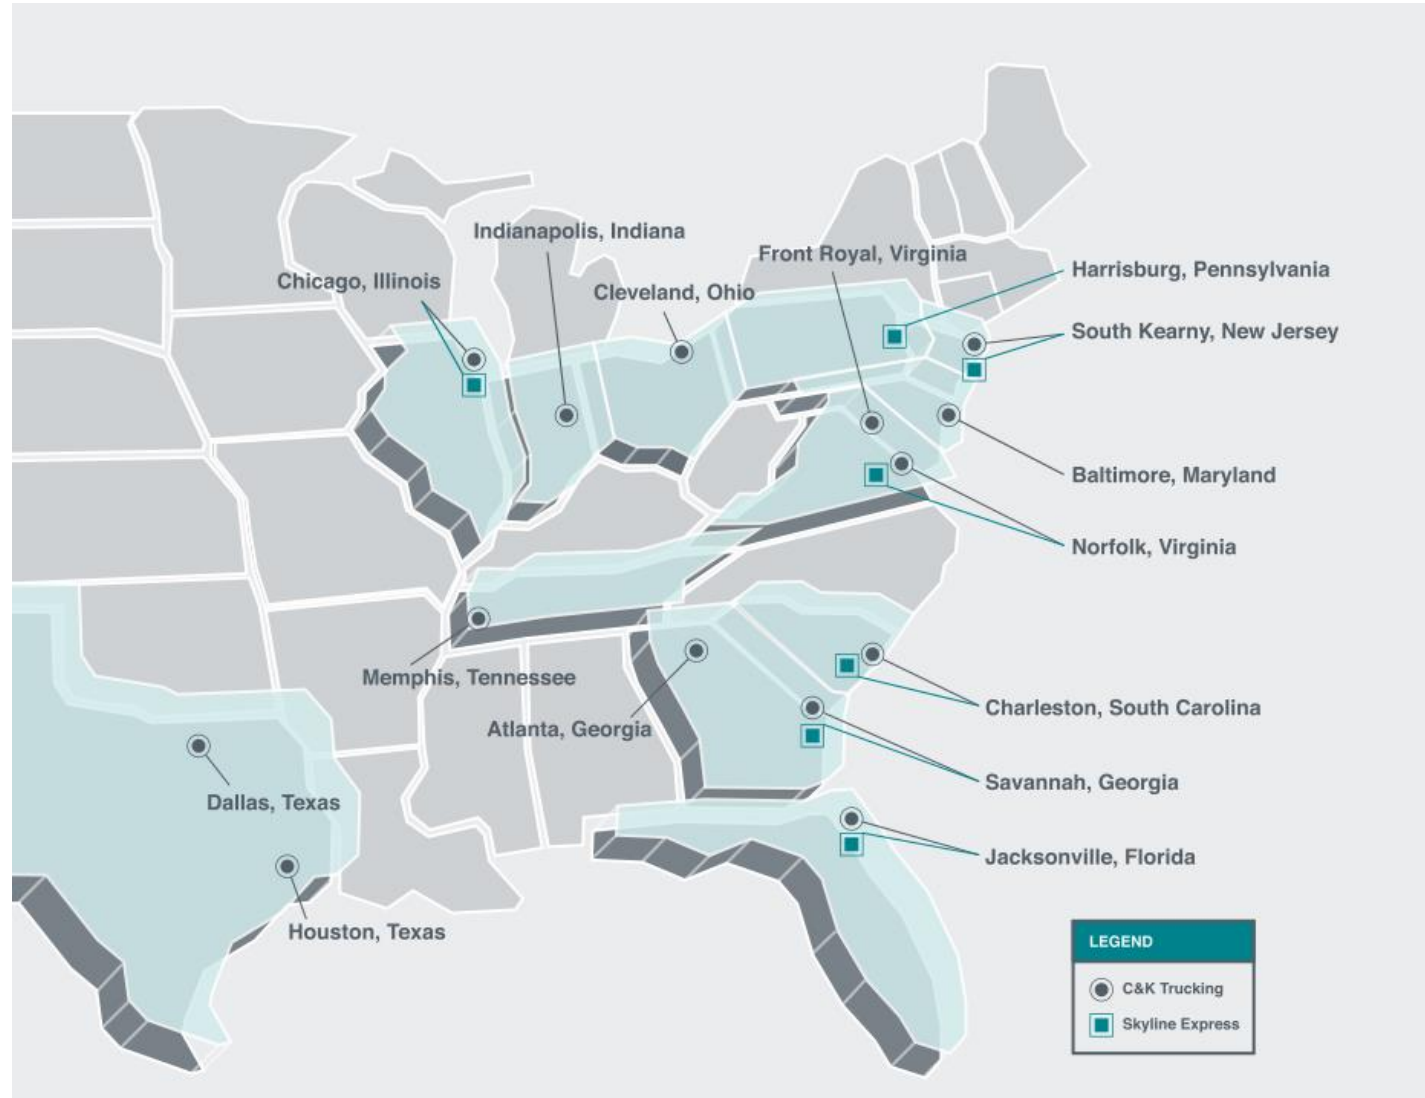 Indianapolis, Indiana
Front Royal, Virginia
Harrisburg, Pennsylvania
Chicago, Illinois
Cleveland, Ohio
South Kearny, New Jersey
Baltimore, Maryland
Norfolk, Virginia
Memphis, Tennessee
Charleston, South Carolina
Atlanta, Georgia
Savannah, Georgia
Dallas, Texas
Jacksonville, Florida
Houston, Texas
LEGEND
C&K Trucking
Skyline Express